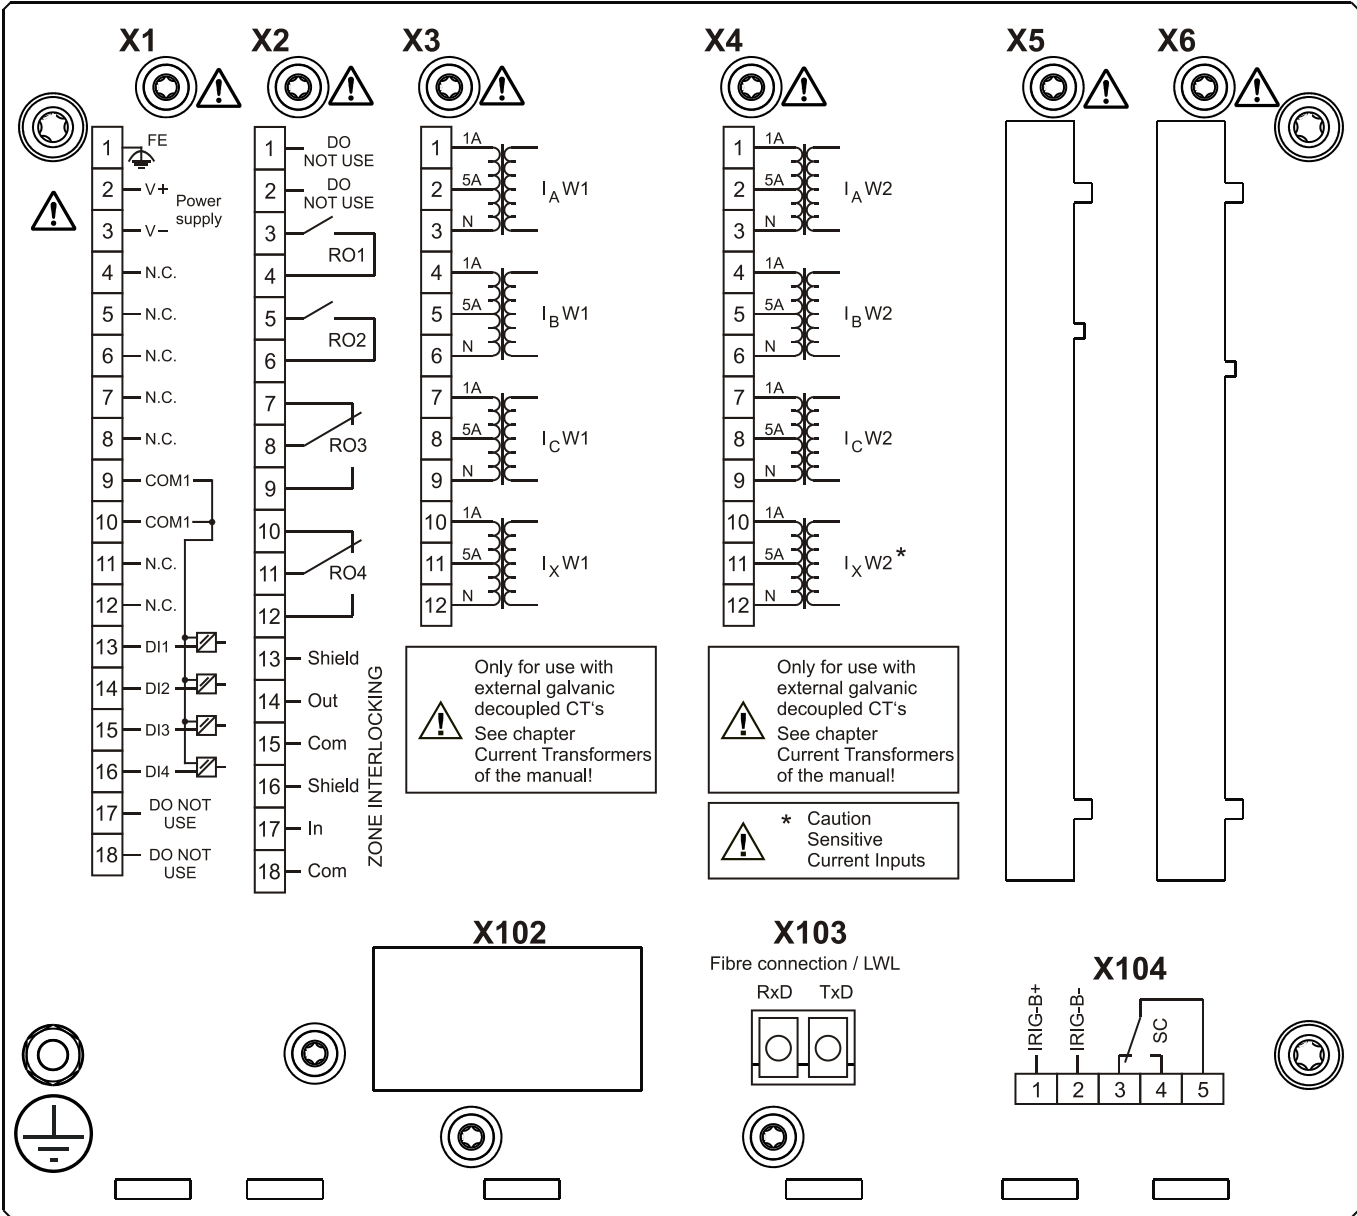 X1 X2 X3 X4 X5 X6
1 FE
2 V+ Power
supply
3 V–
4 N.C.
5 N.C.
6 N.C.
7 N.C.
8 N.C.
9 COM1
10 COM1
11 N.C.
12 N.C.
13 DI1
14 DI2
15 DI3
16 DI4
17 DO NOT
USE
18 DO NOT
USE
1 DO
NOT USE
2 DO
NOT USE
3
RO1
4
5
RO2
6
7
8 RO3
9
10
11 RO4
12
13 Shield
14 Out
15 Com
16 Shield
17 In
18 Com
ZONE INTERLOCKING
1 1A
2 5A IAW1
3 N
4 1A
5 5A IBW1
6 N
7 1A
8 5A ICW1
9 N
10 1A
11 5A IXW1
12 N
Only for use with
external galvanic
decoupled CT‘s
See chapter
Current Transformers
of the manual!
1 1A
2 5A IAW2
3 N
4 1A
5 5A IBW2
6 N
7 1A
8 5A ICW2
9 N
10 1A
11 5A IXW2*
12 N
Only for use with
external galvanic
decoupled CT‘s
See chapter
Current Transformers
of the manual!
* Caution
Sensitive
Current Inputs
X102
X103
Fibre connection / LWL
RxD TxD
X104
IRIG-B+
IRIG-B-
SC
1 2 3 4 5